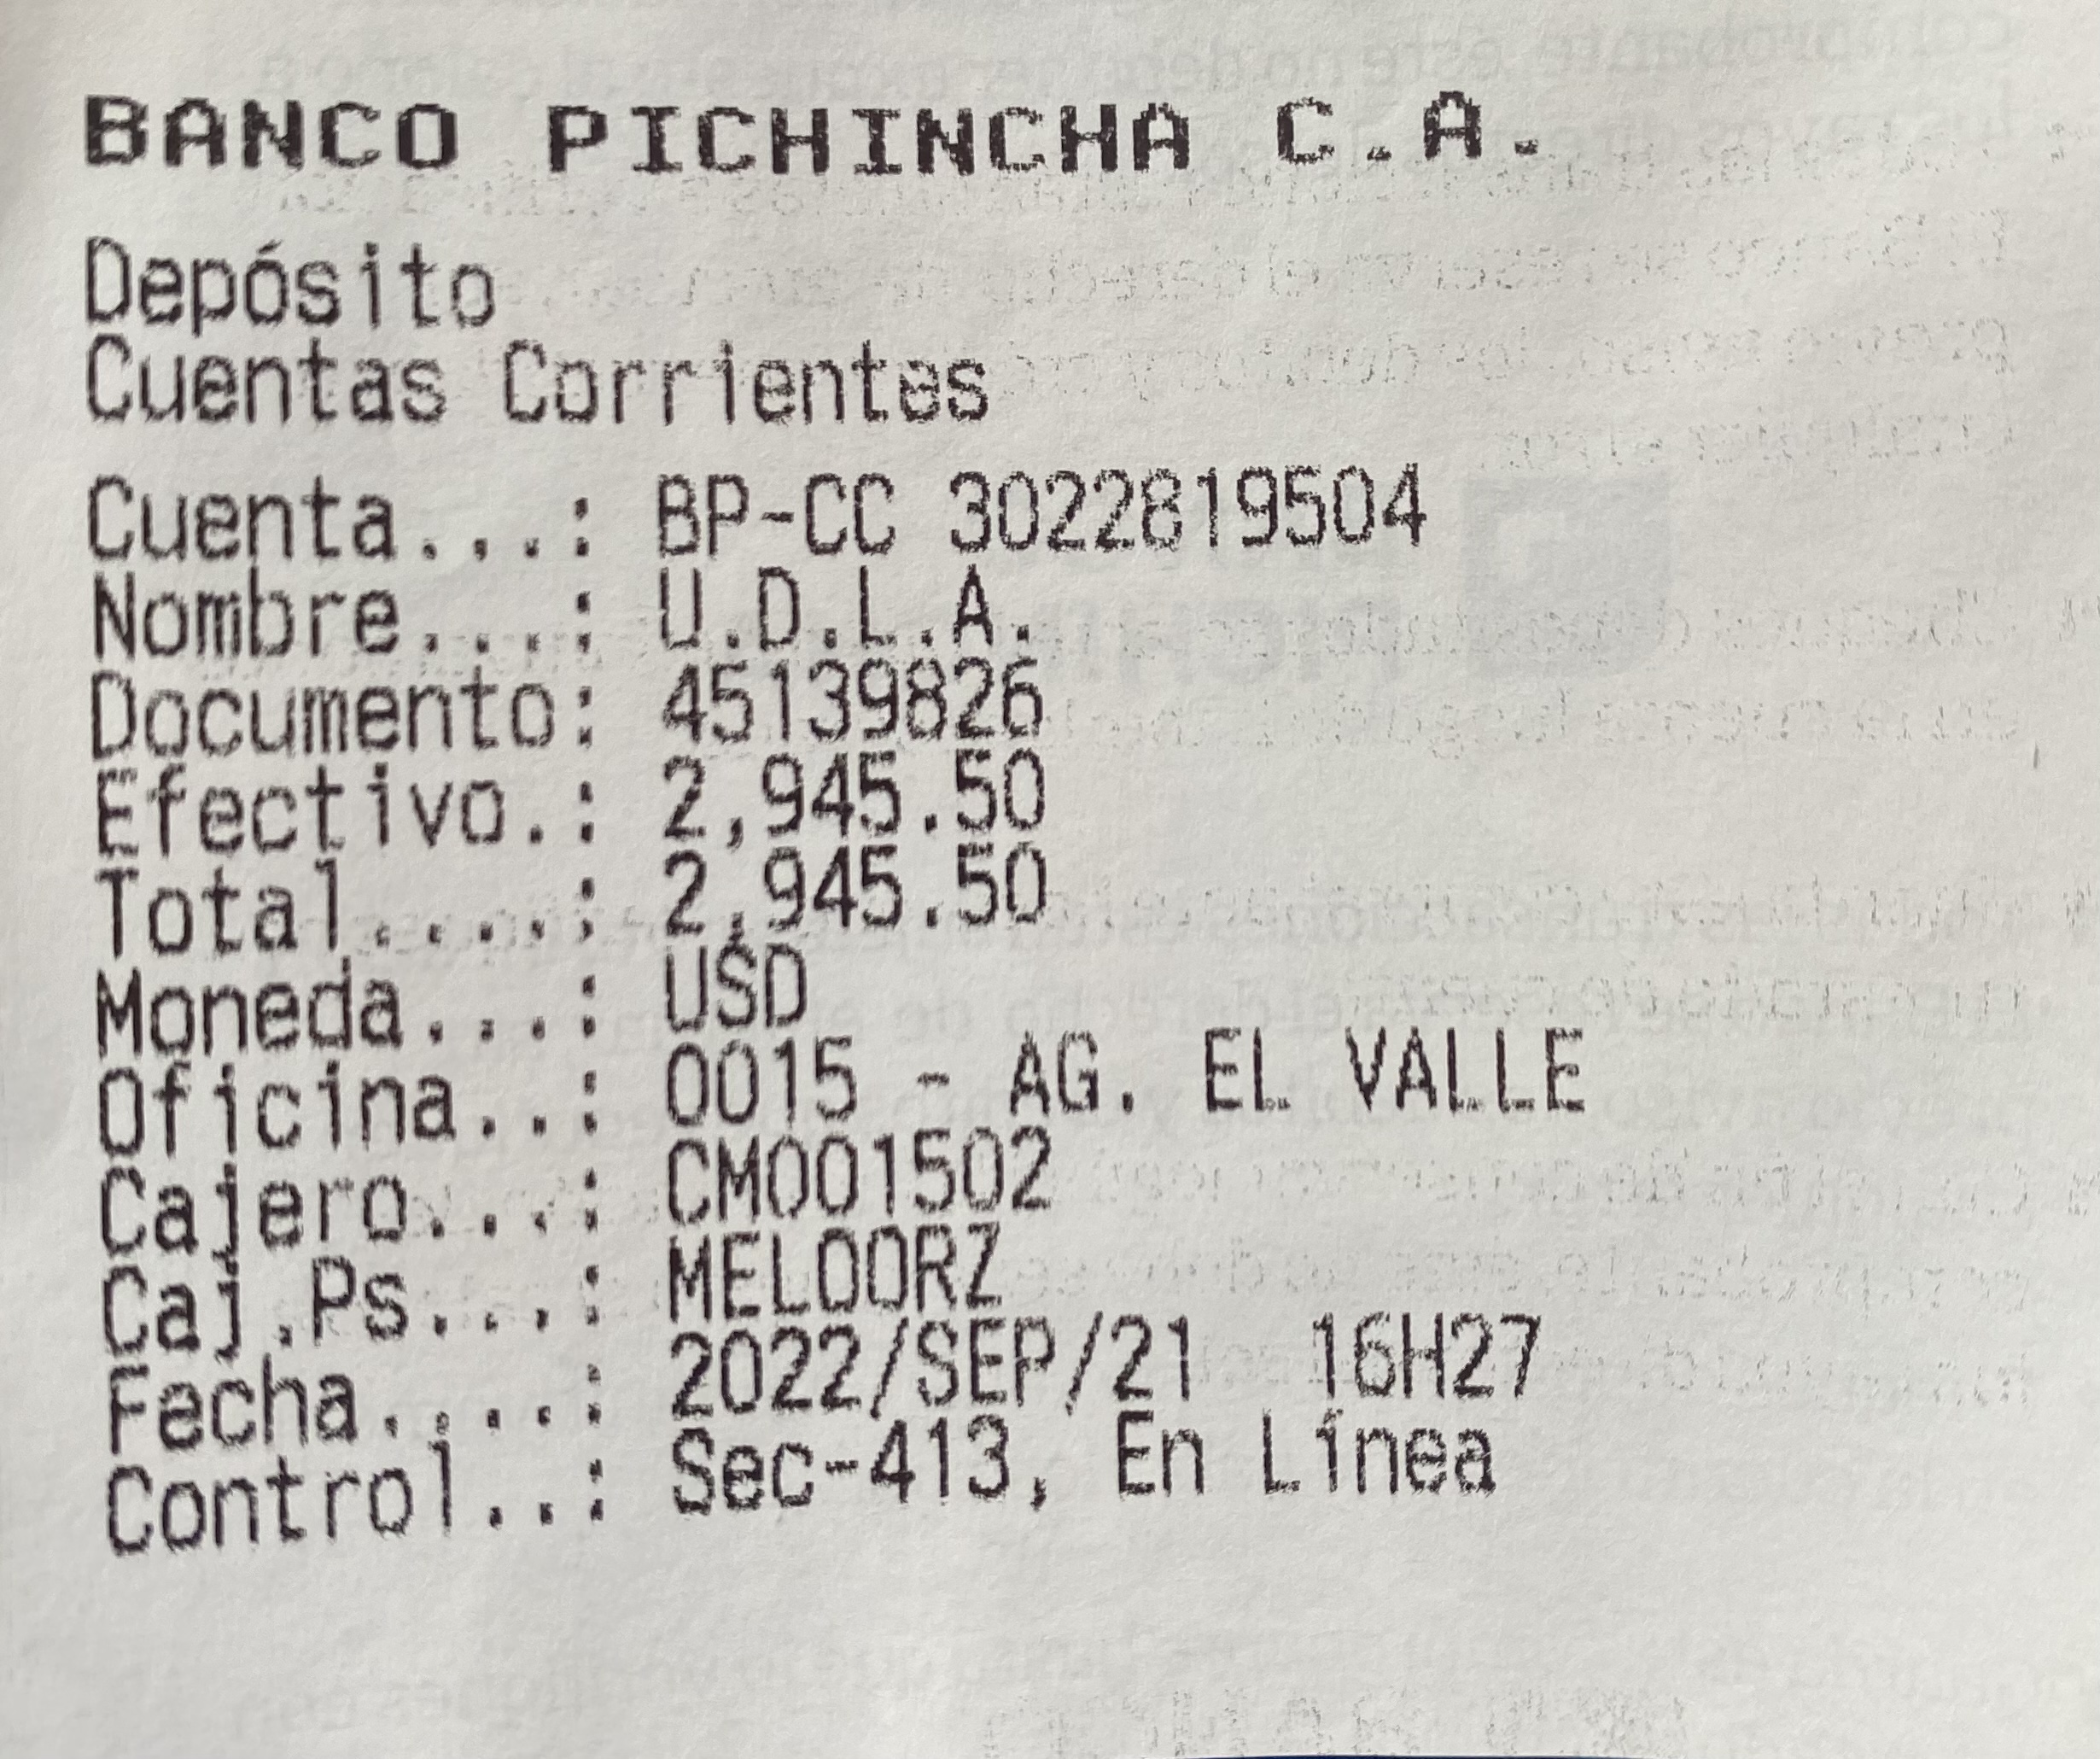 BANCO PICHINCHA C.A.
Depósito
Cuentas Corrientes
Cuenta...: BP-CC 3022819504
Nombre...: U.D.L.A.
Documento: 45139826
Efectivo.: 2,945.50
Total....: 2,945.50
Moneda...: USD
Oficina..: 0015 - AG. EL VALLE
Cajero...: CM001502
Caj.Ps...: MELOORZ
Fecha....: 2022/SEP/21 16H27
Control..: Sec-413, En Línea